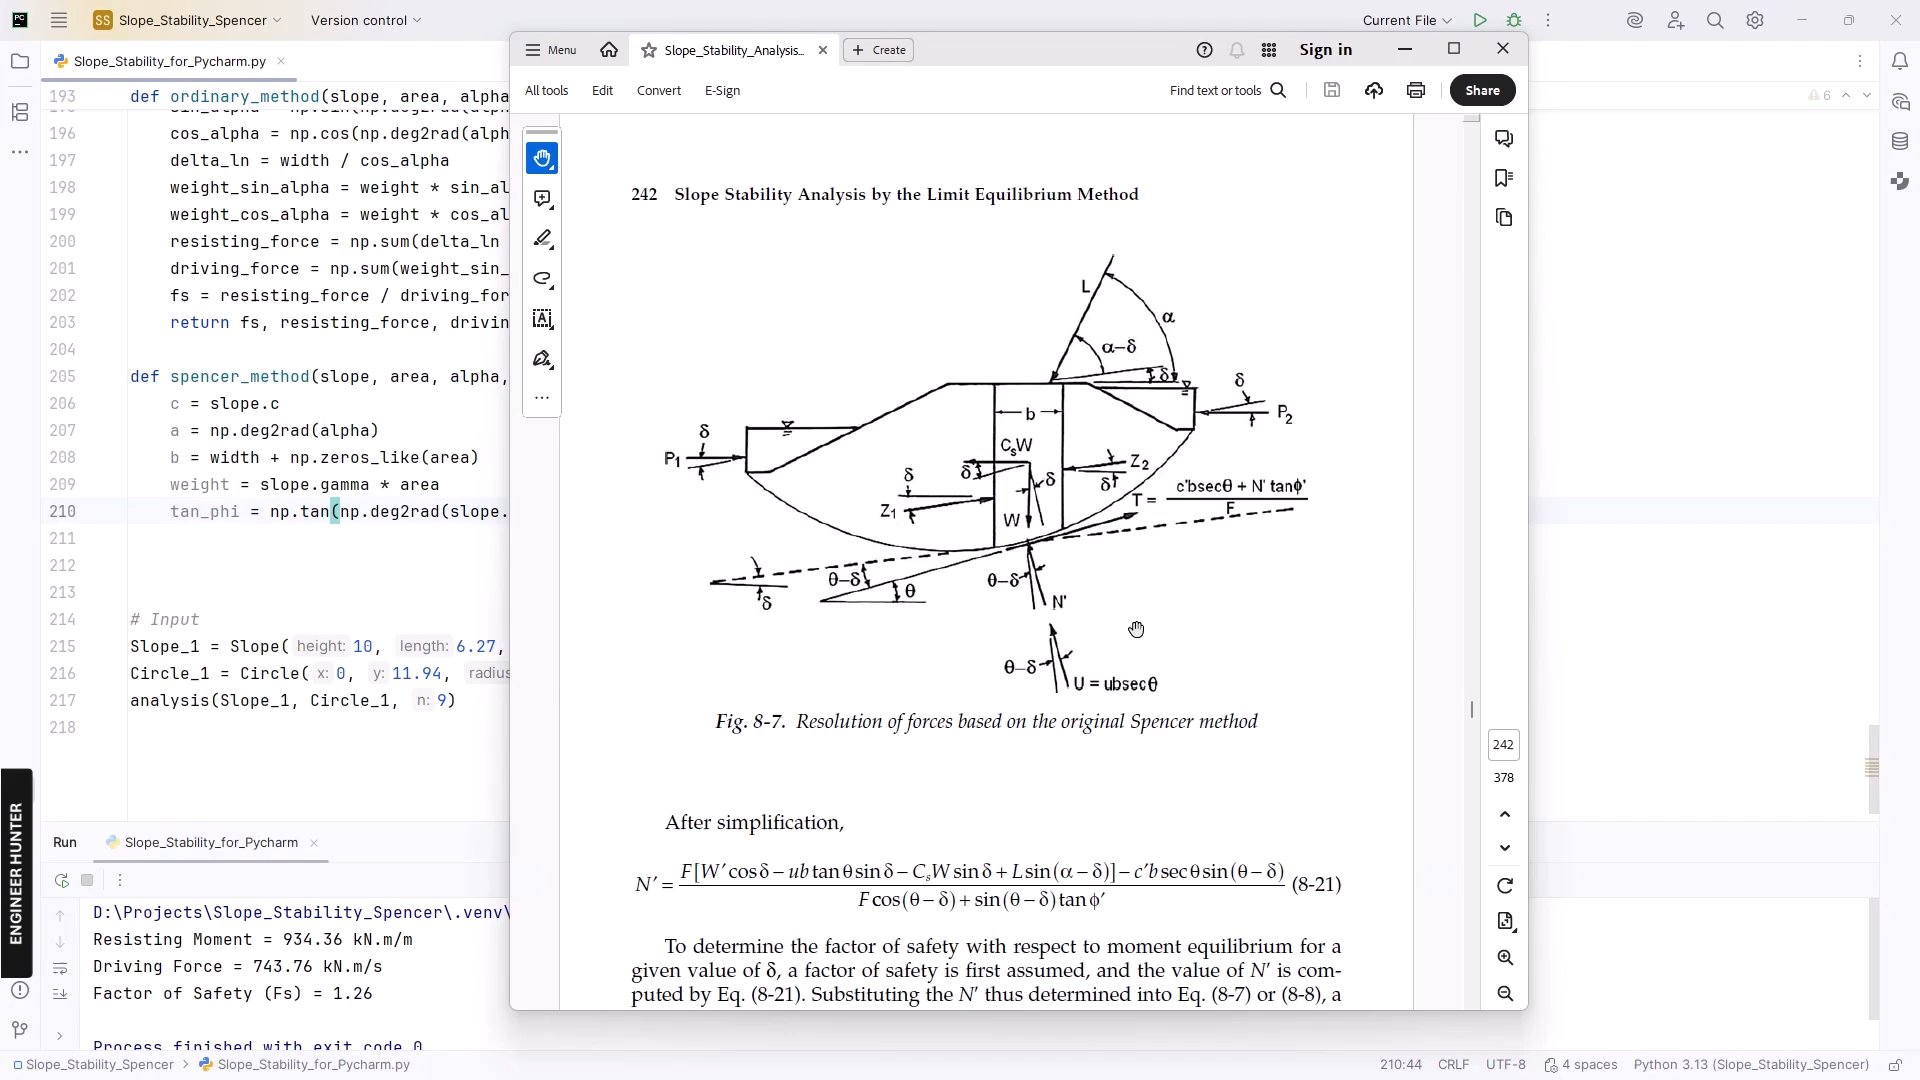 PC
SS Slope_Stability_Spencer
Version control
Current File
Slope_Stability_for_Pycharm.py
6
193 def ordinary_method(slope, area, alpha
196 cos_alpha = np.cos(np.deg2rad(alph
197 delta_ln = width / cos_alpha
198 weight_sin_alpha = weight * sin_al
199 weight_cos_alpha = weight * cos_al
200 resisting_force = np.sum(delta_ln
201 driving_force = np.sum(weight_sin_
202 fs = resisting_force / driving_for
203 return fs, resisting_force, drivin
204
205 def spencer_method(slope, area, alpha,
206 c = slope.c
207 a = np.deg2rad(alpha)
208 b = width + np.zeros_like(area)
209 weight = slope.gamma * area
210 tan_phi = np.tan(np.deg2rad(slope.
211
212
213
214 # Input
215 Slope_1 = Slope( height: 10, length: 6.27,
216 Circle_1 = Circle( x: 0, y: 11.94, radius
217 analysis(Slope_1, Circle_1, n: 9)
218
Menu
Slope_Stability_Analysis...
Create
Sign in
All tools
Edit
Convert
E-Sign
Find text or tools
Share
242 Slope Stability Analysis by the Limit Equilibrium Method
L
α
α–δ
δ
δ
P2
b
δ
P1
CsW
δ
Z2
δ
δ
δ
Z1
W
T = c'bsecθ + N' tanφ' / F
θ–δ
θ
δ
θ–δ
N'
θ–δ
U = ubsecθ
Fig. 8-7. Resolution of forces based on the original Spencer method
After simplification,
N′ = F[W′cosδ – ub tanθ sinδ – CsW sinδ + L sin(α – δ)] – c′b secθ sin(θ – δ) / F cos(θ – δ) + sin(θ – δ) tanφ′ (8-21)
To determine the factor of safety with respect to moment equilibrium for a
given value of δ, a factor of safety is first assumed, and the value of N′ is com-
puted by Eq. (8-21). Substituting the N′ thus determined into Eq. (8-7) or (8-8), a
242
378
ENGINEER HUNTER
Run
Slope_Stability_for_Pycharm
D:\Projects\Slope_Stability_Spencer\.venv\
Resisting Moment = 934.36 kN.m/m
Driving Force = 743.76 kN.m/s
Factor of Safety (Fs) = 1.26
Process finished with exit code 0
Slope_Stability_Spencer
Slope_Stability_for_Pycharm.py
210:44
CRLF
UTF-8
4 spaces
Python 3.13 (Slope_Stability_Spencer)